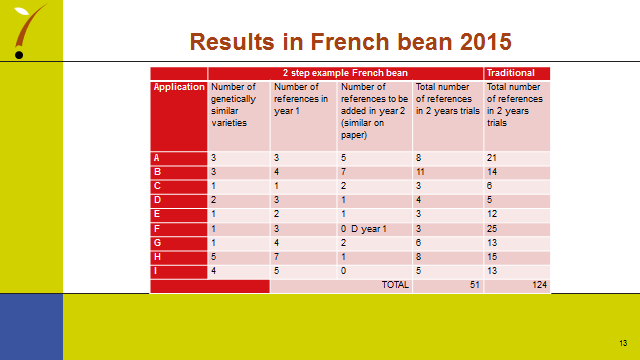 Results in French bean 2015
2 step example French bean Traditional
Application Number of genetically similar varieties Number of references in year 1 Number of references to be added in year 2 (similar on paper) Total number of references in 2 years trials Total number of references in 2 years trials
A 3 3 5 8 21
B 3 4 7 11 14
C 1 1 2 3 6
D 2 3 1 4 5
E 1 2 1 3 12
F 1 3 0 D year 1 3 25
G 1 4 2 6 13
H 5 7 1 8 15
I 4 5 0 5 13
TOTAL 51 124
13